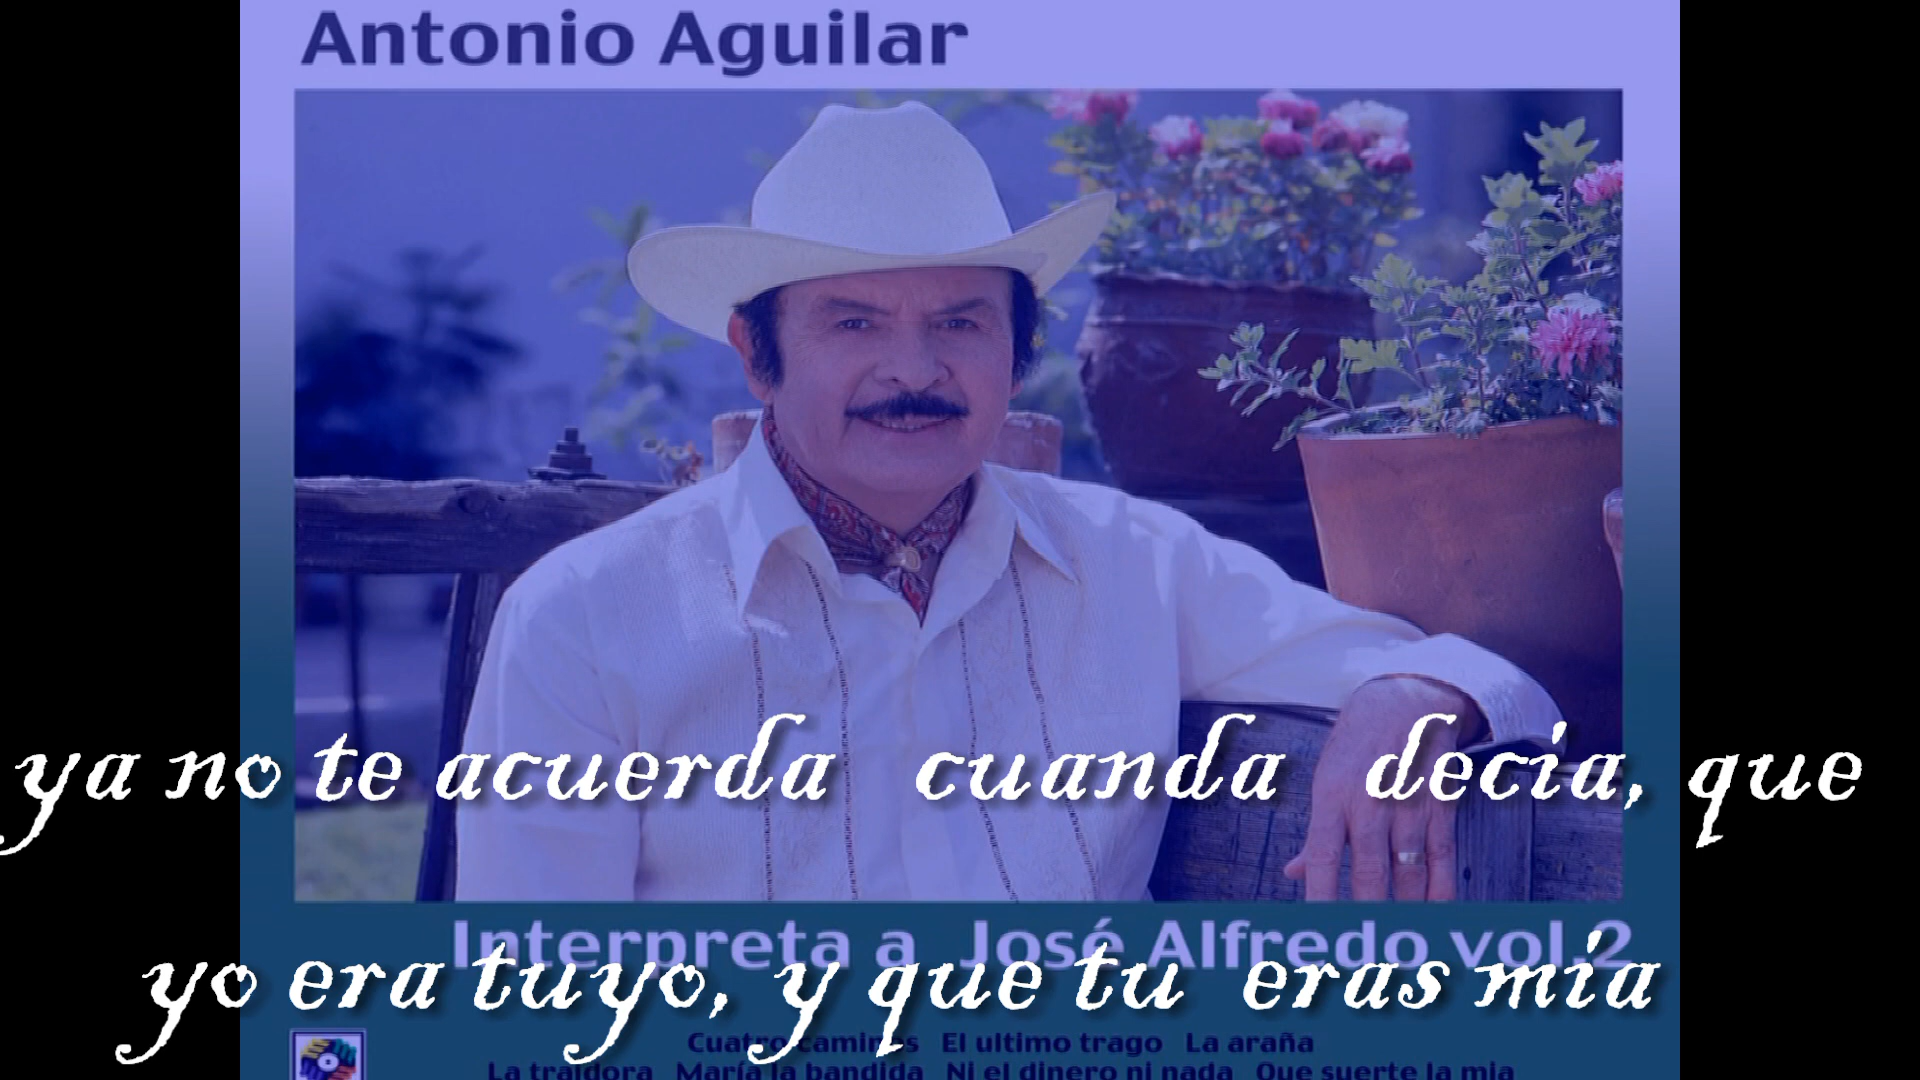 Antonio Aguilar
ya no te acuerda cuanda decia, que
Interpreta a José Alfredo vol.2
yo era tuyo, y que tu eras mia
Cuatro caminos El ultimo trago La araña
La traidora María la bandida Ni el dinero ni nada Que suerte la mia